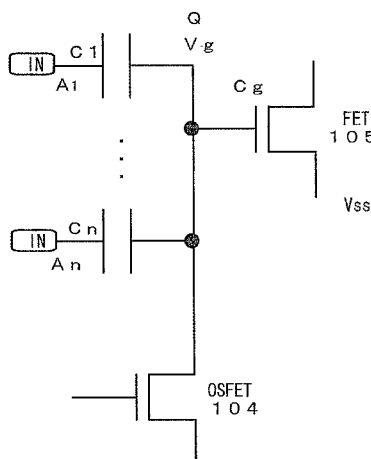 Q
V g
IN
C 1
A 1
C g
FET
1 0 5
Vss
IN
C n
A n
OSFET
1 0 4